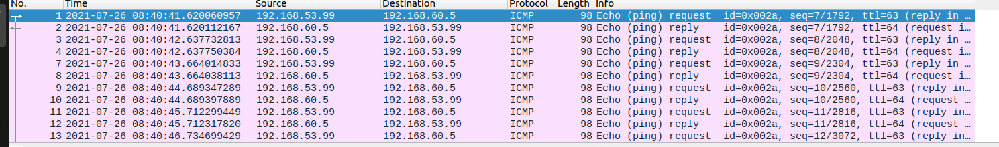 No. Time Source Destination Protocol Length Info
1 2021-07-26 08:40:41.620060957 192.168.53.99 192.168.60.5 ICMP 98 Echo (ping) request id=0x002a, seq=7/1792, ttl=63 (reply in …
2 2021-07-26 08:40:41.620112167 192.168.60.5 192.168.53.99 ICMP 98 Echo (ping) reply id=0x002a, seq=7/1792, ttl=64 (request i…
3 2021-07-26 08:40:42.637732813 192.168.53.99 192.168.60.5 ICMP 98 Echo (ping) request id=0x002a, seq=8/2048, ttl=63 (reply in …
4 2021-07-26 08:40:42.637750384 192.168.60.5 192.168.53.99 ICMP 98 Echo (ping) reply id=0x002a, seq=8/2048, ttl=64 (request i…
7 2021-07-26 08:40:43.664014833 192.168.53.99 192.168.60.5 ICMP 98 Echo (ping) request id=0x002a, seq=9/2304, ttl=63 (reply in …
8 2021-07-26 08:40:43.664038113 192.168.60.5 192.168.53.99 ICMP 98 Echo (ping) reply id=0x002a, seq=9/2304, ttl=64 (request i…
9 2021-07-26 08:40:44.689347289 192.168.53.99 192.168.60.5 ICMP 98 Echo (ping) request id=0x002a, seq=10/2560, ttl=63 (reply in…
10 2021-07-26 08:40:44.689397889 192.168.60.5 192.168.53.99 ICMP 98 Echo (ping) reply id=0x002a, seq=10/2560, ttl=64 (request …
11 2021-07-26 08:40:45.712299449 192.168.53.99 192.168.60.5 ICMP 98 Echo (ping) request id=0x002a, seq=11/2816, ttl=63 (reply in…
12 2021-07-26 08:40:45.712317820 192.168.60.5 192.168.53.99 ICMP 98 Echo (ping) reply id=0x002a, seq=11/2816, ttl=64 (request …
13 2021-07-26 08:40:46.734699429 192.168.53.99 192.168.60.5 ICMP 98 Echo (ping) request id=0x002a, seq=12/3072, ttl=63 (reply in…